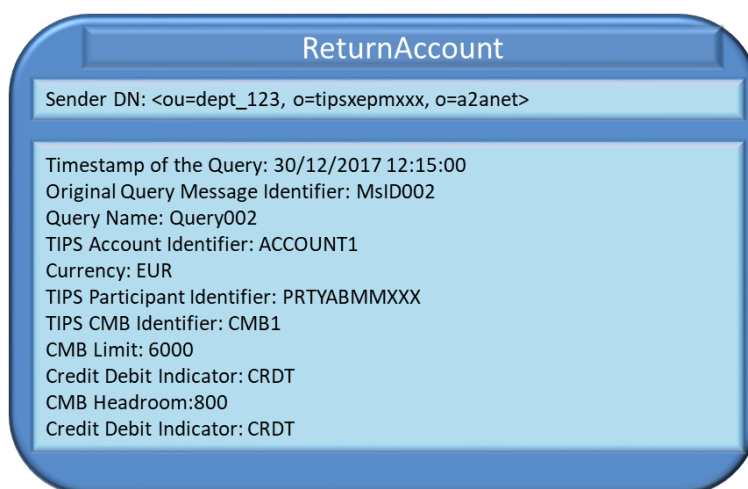 ReturnAccount
Sender DN: <ou=dept_123, o=tipsxepmxxx, o=a2anet>
Timestamp of the Query: 30/12/2017 12:15:00
Original Query Message Identifier: MsID002
Query Name: Query002
TIPS Account Identifier: ACCOUNT1
Currency: EUR
TIPS Participant Identifier: PRTYABMMXXX
TIPS CMB Identifier: CMB1
CMB Limit: 6000
Credit Debit Indicator: CRDT
CMB Headroom:800
Credit Debit Indicator: CRDT